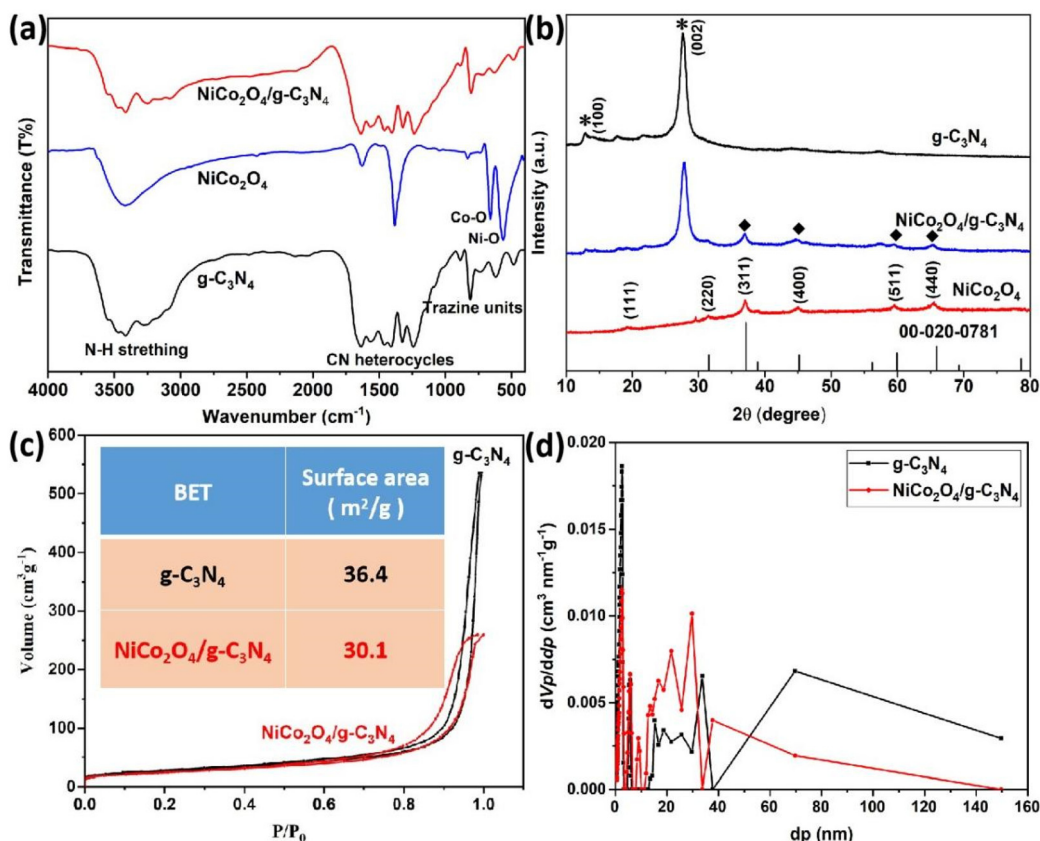 (a)
NiCo₂O₄/g-C₃N₄
NiCo₂O₄
Co-O
Ni-O
g-C₃N₄
Trazine units
N-H strething
CN heterocycles
Transmittance (T%)
4000 3500 3000 2500 2000 1500 1000 500
Wavenumber (cm⁻¹)
(b)
* (002)
* (100)
g-C₃N₄
NiCo₂O₄/g-C₃N₄
(111) (220) (311) (400) (511) (440)
NiCo₂O₄
00-020-0781
Intensity (a.u.)
10 20 30 40 50 60 70 80
2θ (degree)
(c)
600
500
400
300
200
100
0
Volume (cm³g⁻¹)
g-C₃N₄
BET Surface area
( m²/g )
g-C₃N₄ 36.4
NiCo₂O₄/g-C₃N₄ 30.1
NiCo₂O₄/g-C₃N₄
0.0 0.2 0.4 0.6 0.8 1.0
P/P₀
(d)
0.020
0.015
0.010
0.005
0.000
dVp/ddp (cm³ nm⁻¹g⁻¹)
g-C₃N₄
NiCo₂O₄/g-C₃N₄
0 20 40 60 80 100 120 140 160
dp (nm)